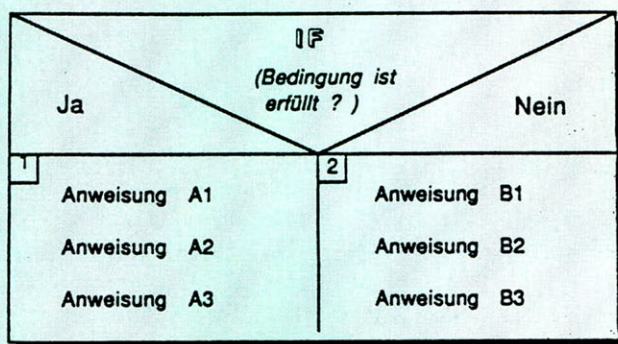 IF
(Bedingung ist
erfüllt ? )
Ja
Nein
1
2
Anweisung A1
Anweisung B1
Anweisung A2
Anweisung B2
Anweisung A3
Anweisung B3